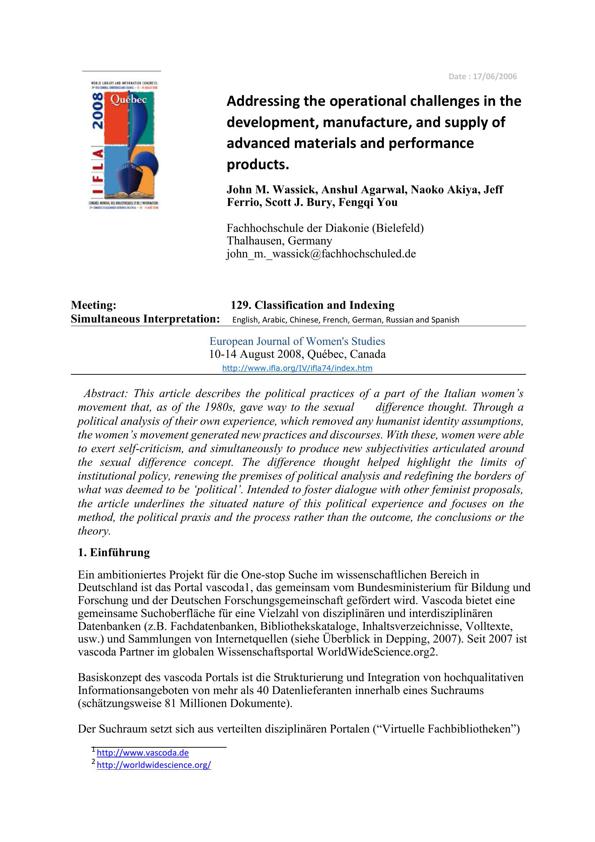 Date : 17/06/2006
2008
Québec
IFLA
Addressing the operational challenges in the
development, manufacture, and supply of
advanced materials and performance
products.
John M. Wassick, Anshul Agarwal, Naoko Akiya, Jeff
Ferrio, Scott J. Bury, Fengqi You
Fachhochschule der Diakonie (Bielefeld)
Thalhausen, Germany
john_m._wassick@fachhochschuled.de
Meeting: 129. Classification and Indexing
Simultaneous Interpretation: English, Arabic, Chinese, French, German, Russian and Spanish
European Journal of Women's Studies
10-14 August 2008, Québec, Canada
http://www.ifla.org/IV/ifla74/index.htm
Abstract: This article describes the political practices of a part of the Italian women’s
movement that, as of the 1980s, gave way to the sexual difference thought. Through a
political analysis of their own experience, which removed any humanist identity assumptions,
the women’s movement generated new practices and discourses. With these, women were able
to exert self-criticism, and simultaneously to produce new subjectivities articulated around
the sexual difference concept. The difference thought helped highlight the limits of
institutional policy, renewing the premises of political analysis and redefining the borders of
what was deemed to be ‘political’. Intended to foster dialogue with other feminist proposals,
the article underlines the situated nature of this political experience and focuses on the
method, the political praxis and the process rather than the outcome, the conclusions or the
theory.
1. Einführung
Ein ambitioniertes Projekt für die One-stop Suche im wissenschaftlichen Bereich in
Deutschland ist das Portal vascoda1, das gemeinsam vom Bundesministerium für Bildung und
Forschung und der Deutschen Forschungsgemeinschaft gefördert wird. Vascoda bietet eine
gemeinsame Suchoberfläche für eine Vielzahl von disziplinären und interdisziplinären
Datenbanken (z.B. Fachdatenbanken, Bibliothekskataloge, Inhaltsverzeichnisse, Volltexte,
usw.) und Sammlungen von Internetquellen (siehe Überblick in Depping, 2007). Seit 2007 ist
vascoda Partner im globalen Wissenschaftsportal WorldWideScience.org2.
Basiskonzept des vascoda Portals ist die Strukturierung und Integration von hochqualitativen
Informationsangeboten von mehr als 40 Datenlieferanten innerhalb eines Suchraums
(schätzungsweise 81 Millionen Dokumente).
Der Suchraum setzt sich aus verteilten disziplinären Portalen (“Virtuelle Fachbibliotheken”)
1 http://www.vascoda.de
2 http://worldwidescience.org/